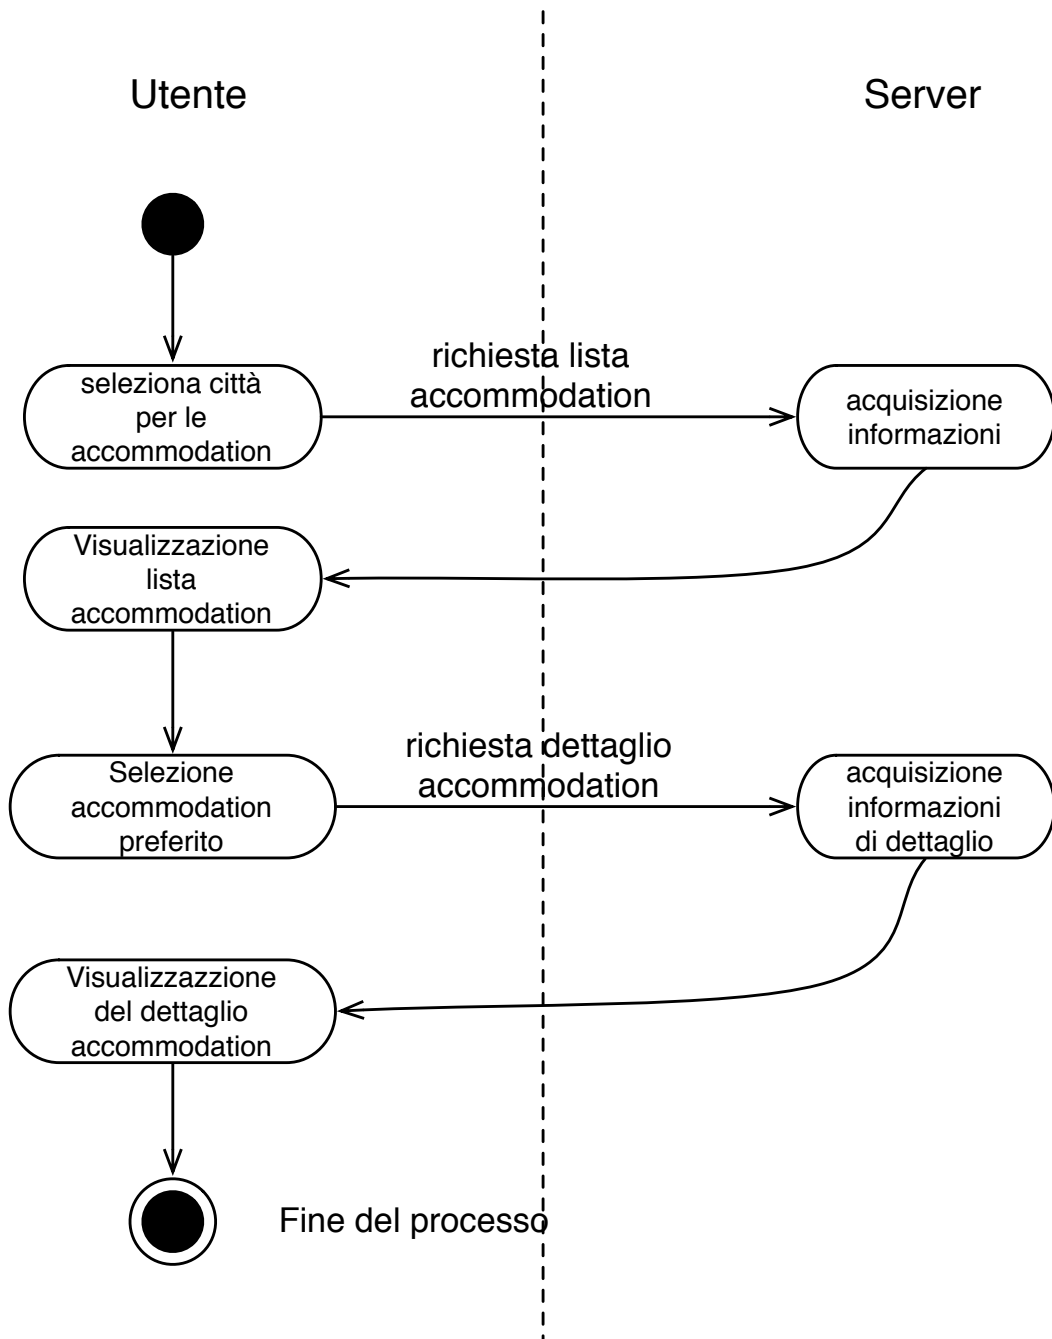 Utente
Server
richiesta lista
accommodation
seleziona città
per le
accommodation
acquisizione
informazioni
Visualizzazione
lista
accommodation
richiesta dettaglio
accommodation
Selezione
accommodation
preferito
acquisizione
informazioni
di dettaglio
Visualizzazzione
del dettaglio
accommodation
Fine del processo